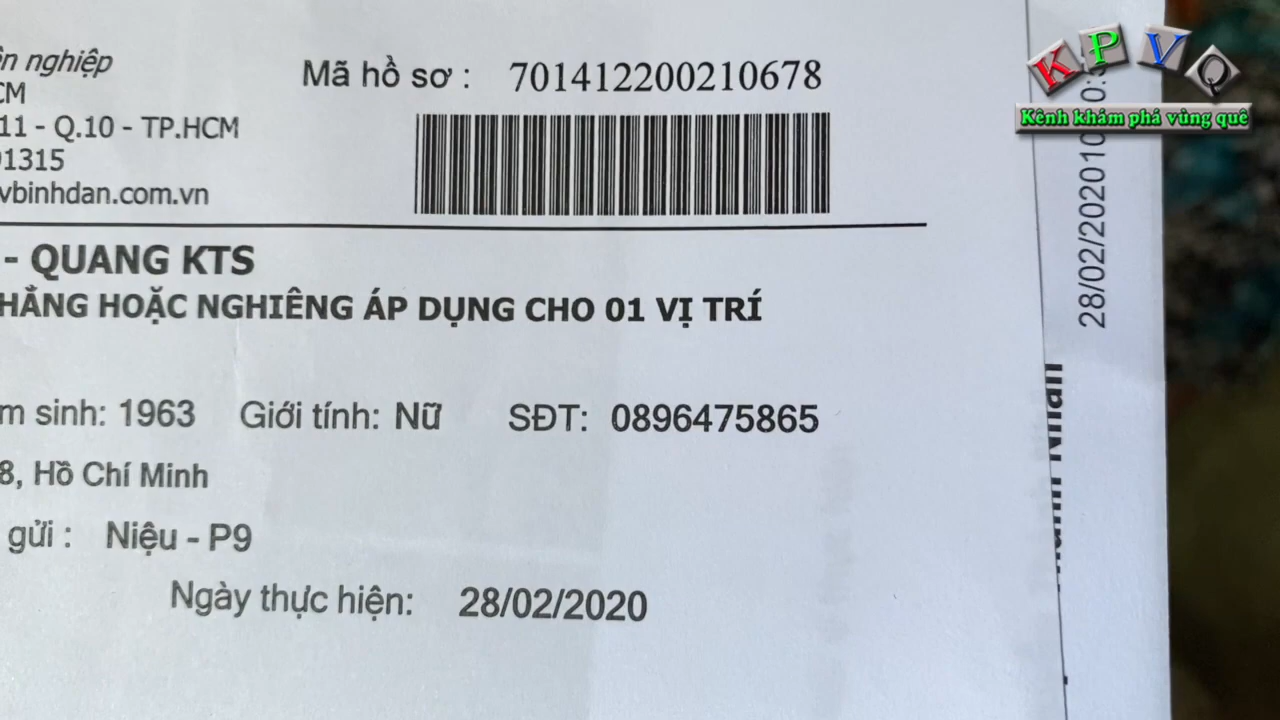 ện nghiệp
CM
11 - Q.10 - TP.HCM
01315
vbinhdan.com.vn
Mã hồ sơ : 701412200210678
- QUANG KTS
HẲNG HOẶC NGHIÊNG ÁP DỤNG CHO 01 VỊ TRÍ
m sinh: 1963 Giới tính: Nữ SĐT: 0896475865
8, Hồ Chí Minh
gửi : Niệu - P9
Ngày thực hiện: 28/02/2020
KPVQ
Kênh khám phá vùng quê
28/02/2020
Nhàn